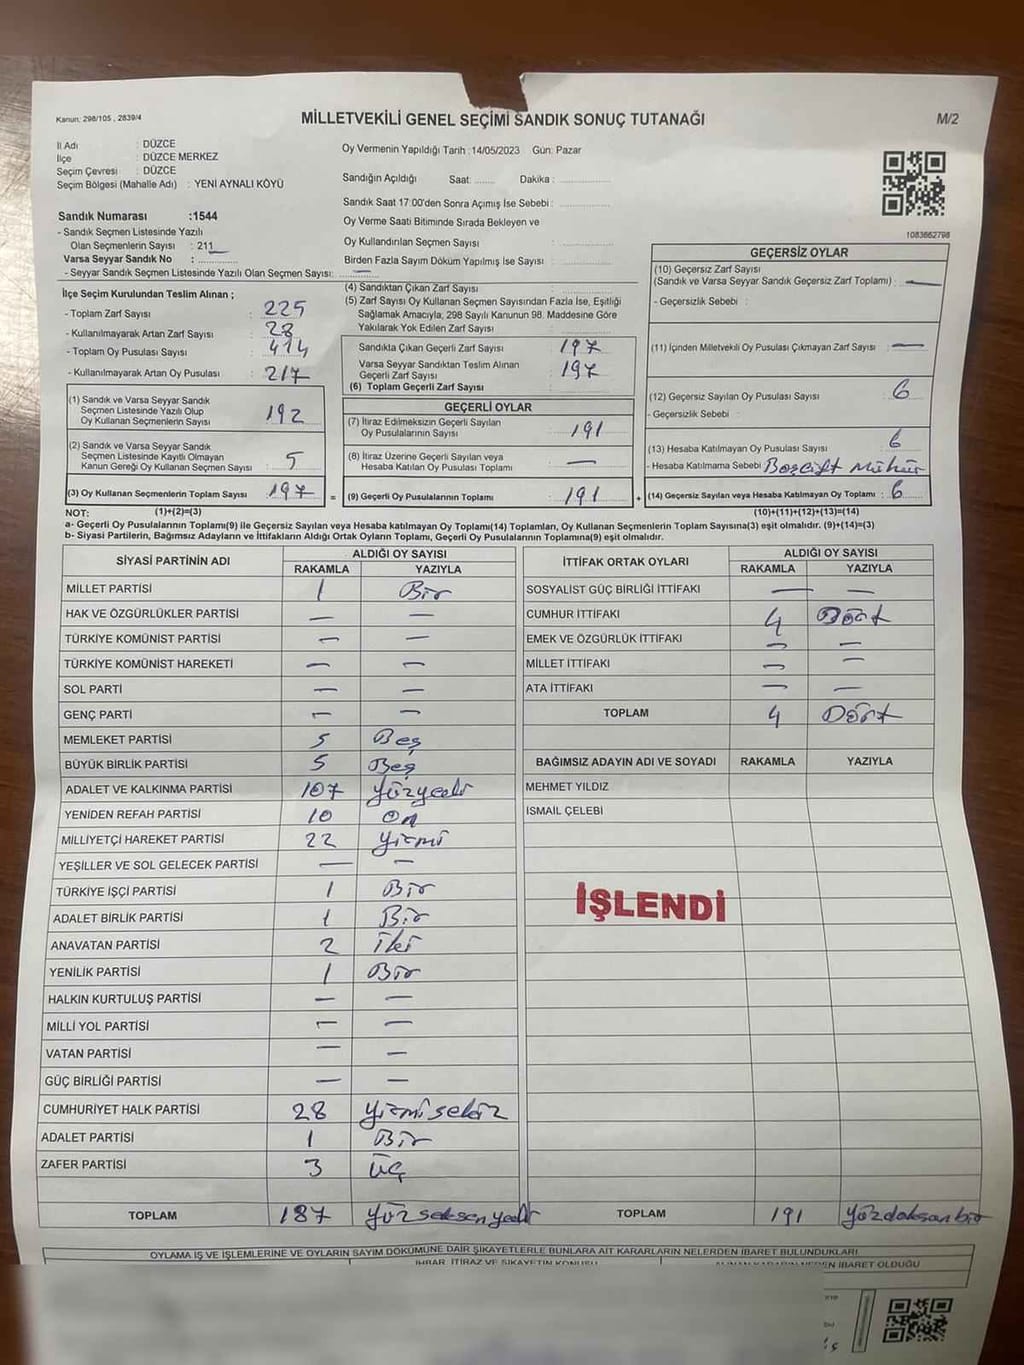 Kanun: 298/105 , 2839/4
MİLLETVEKİLİ GENEL SEÇİMİ SANDIK SONUÇ TUTANAĞI
M/2
İl Adı : DÜZCE
İlçe : DÜZCE MERKEZ
Seçim Çevresi : DÜZCE
Seçim Bölgesi (Mahalle Adı) : YENİ AYNALI KÖYÜ
Oy Vermenin Yapıldığı Tarih :14/05/2023 Gün: Pazar
Sandığın Açıldığı Saat: ........ Dakika : ..............
Sandık Saat 17:00'den Sonra Açımış İse Sebebi :
Oy Verme Saati Bitiminde Sırada Bekleyen ve
Oy Kullandırılan Seçmen Sayısı :
Birden Fazla Sayım Döküm Yapılmış İse Sayısı :
1083662798
Sandık Numarası :1544
- Sandık Seçmen Listesinde Yazılı
Olan Seçmenlerin Sayısı : 211
Varsa Seyyar Sandık No :
- Seyyar Sandık Seçmen Listesinde Yazılı Olan Seçmen Sayısı: —
İlçe Seçim Kurulundan Teslim Alınan ;
- Toplam Zarf Sayısı : 225
- Kullanılmayarak Artan Zarf Sayısı : 28
- Toplam Oy Pusulası Sayısı : 414
- Kullanılmayarak Artan Oy Pusulası : 217
(1) Sandık ve Varsa Seyyar Sandık
Seçmen Listesinde Yazılı Olup
Oy Kullanan Seçmenlerin Sayısı : 192
(2) Sandık ve Varsa Seyyar Sandık
Seçmen Listesinde Kayıtlı Olmayan
Kanun Gereği Oy Kullanan Seçmen Sayısı : 5
(3) Oy Kullanan Seçmenlerin Toplam Sayısı : 197 =
(4) Sandıktan Çıkan Zarf Sayısı :
(5) Zarf Sayısı Oy Kullanan Seçmen Sayısından Fazla İse, Eşitliği
Sağlamak Amacıyla, 298 Sayılı Kanunun 98. Maddesine Göre
Yakılarak Yok Edilen Zarf Sayısı :
Sandıkta Çıkan Geçerli Zarf Sayısı : 197
Varsa Seyyar Sandıktan Teslim Alınan
Geçerli Zarf Sayısı : 197
(6) Toplam Geçerli Zarf Sayısı :
GEÇERLİ OYLAR
(7) İtiraz Edilmeksizin Geçerli Sayılan
Oy Pusulalarının Sayısı : 191
(8) İtiraz Üzerine Geçerli Sayılan veya
Hesaba Katılan Oy Pusulası Toplamı : —
(9) Geçerli Oy Pusulalarının Toplamı : 191 +
GEÇERSİZ OYLAR
(10) Geçersiz Zarf Sayısı
(Sandık ve Varsa Seyyar Sandık Geçersiz Zarf Toplamı) : —
- Geçersizlik Sebebi :
(11) İçinden Milletvekili Oy Pusulası Çıkmayan Zarf Sayısı : —
(12) Geçersiz Sayılan Oy Pusulası Sayısı : 6
- Geçersizlik Sebebi :
(13) Hesaba Katılmayan Oy Pusulası Sayısı : 6
- Hesaba Katılmama Sebebi : Boş çift Mühür
(14) Geçersiz Sayılan veya Hesaba Katılmayan Oy Toplamı : 6
NOT: (1)+(2)=(3)
(10)+(11)+(12)+(13)=(14)
a- Geçerli Oy Pusulalarının Toplamı(9) ile Geçersiz Sayılan veya Hesaba katılmayan Oy Toplamı(14) Toplamları, Oy Kullanan Seçmenlerin Toplam Sayısına(3) eşit olmalıdır. (9)+(14)=(3)
b- Siyasi Partilerin, Bağımsız Adayların ve İttifakların Aldığı Ortak Oyların Toplamı, Geçerli Oy Pusulalarının Toplamına(9) eşit olmalıdır.
SİYASİ PARTİNİN ADI ALDIĞI OY SAYISI
RAKAMLA YAZIYLA
MİLLET PARTİSİ 1 Bir
HAK VE ÖZGÜRLÜKLER PARTİSİ — —
TÜRKİYE KOMÜNİST PARTİSİ — —
TÜRKİYE KOMÜNİST HAREKETİ — —
SOL PARTİ — —
GENÇ PARTİ — —
MEMLEKET PARTİSİ 5 Beş
BÜYÜK BİRLİK PARTİSİ 5 Beş
ADALET VE KALKINMA PARTİSİ 107 Yüzyedi
YENİDEN REFAH PARTİSİ 10 On
MİLLİYETÇİ HAREKET PARTİSİ 22 Yirmi
YEŞİLLER VE SOL GELECEK PARTİSİ — —
TÜRKİYE İŞÇİ PARTİSİ 1 Bir
ADALET BİRLİK PARTİSİ 1 Bir
ANAVATAN PARTİSİ 2 İki
YENİLİK PARTİSİ 1 Bir
HALKIN KURTULUŞ PARTİSİ — —
MİLLİ YOL PARTİSİ — —
VATAN PARTİSİ — —
GÜÇ BİRLİĞİ PARTİSİ — —
CUMHURİYET HALK PARTİSİ 28 Yirmi sekiz
ADALET PARTİSİ 1 Bir
ZAFER PARTİSİ 3 Üç
TOPLAM 187 Yüz seksen yedi
İTTİFAK ORTAK OYLARI ALDIĞI OY SAYISI
RAKAMLA YAZIYLA
SOSYALİST GÜÇ BİRLİĞİ İTTİFAKI — —
CUMHUR İTTİFAKI 4 Dört
EMEK VE ÖZGÜRLÜK İTTİFAKI — —
MİLLET İTTİFAKI — —
ATA İTTİFAKI — —
TOPLAM 4 Dört
BAĞIMSIZ ADAYIN ADI VE SOYADI RAKAMLA YAZIYLA
MEHMET YILDIZ
İSMAİL ÇELEBİ
İŞLENDİ
TOPLAM 191 Yüzdoksan bir
OYLAMA İŞ VE İŞLEMLERİNE VE OYLARIN SAYIM DÖKÜMÜNE DAİR ŞİKAYETLERLE BUNLARA AİT KARARLARIN NELERDEN İBARET BULUNDUKLARI
İHBAR, İTİRAZ VE ŞİKAYETİN KONUSU
İBARET OLDUĞU